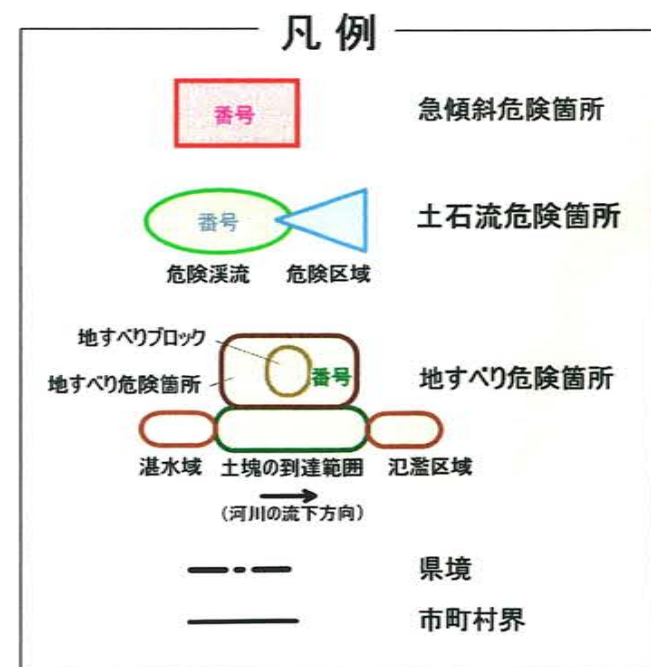 凡例
番号
急傾斜危険箇所
番号
土石流危険箇所
危険渓流
危険区域
地すべりブロック
地すべり危険箇所
番号
地すべり危険箇所
湛水域
土塊の到達範囲
氾濫区域
(河川の流下方向)
県境
市町村界